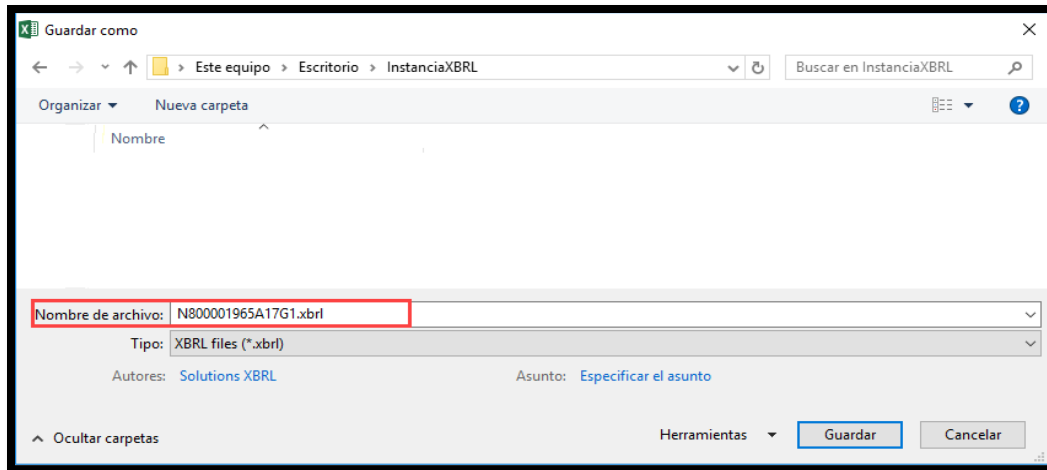 Guardar como
Este equipo > Escritorio > InstanciaXBRL
Buscar en InstanciaXBRL
Organizar Nueva carpeta
Nombre
Nombre de archivo: N800001965A17G1.xbrl
Tipo: XBRL files (*.xbrl)
Autores: Solutions XBRL Asunto: Especificar el asunto
Ocultar carpetas Herramientas Guardar Cancelar